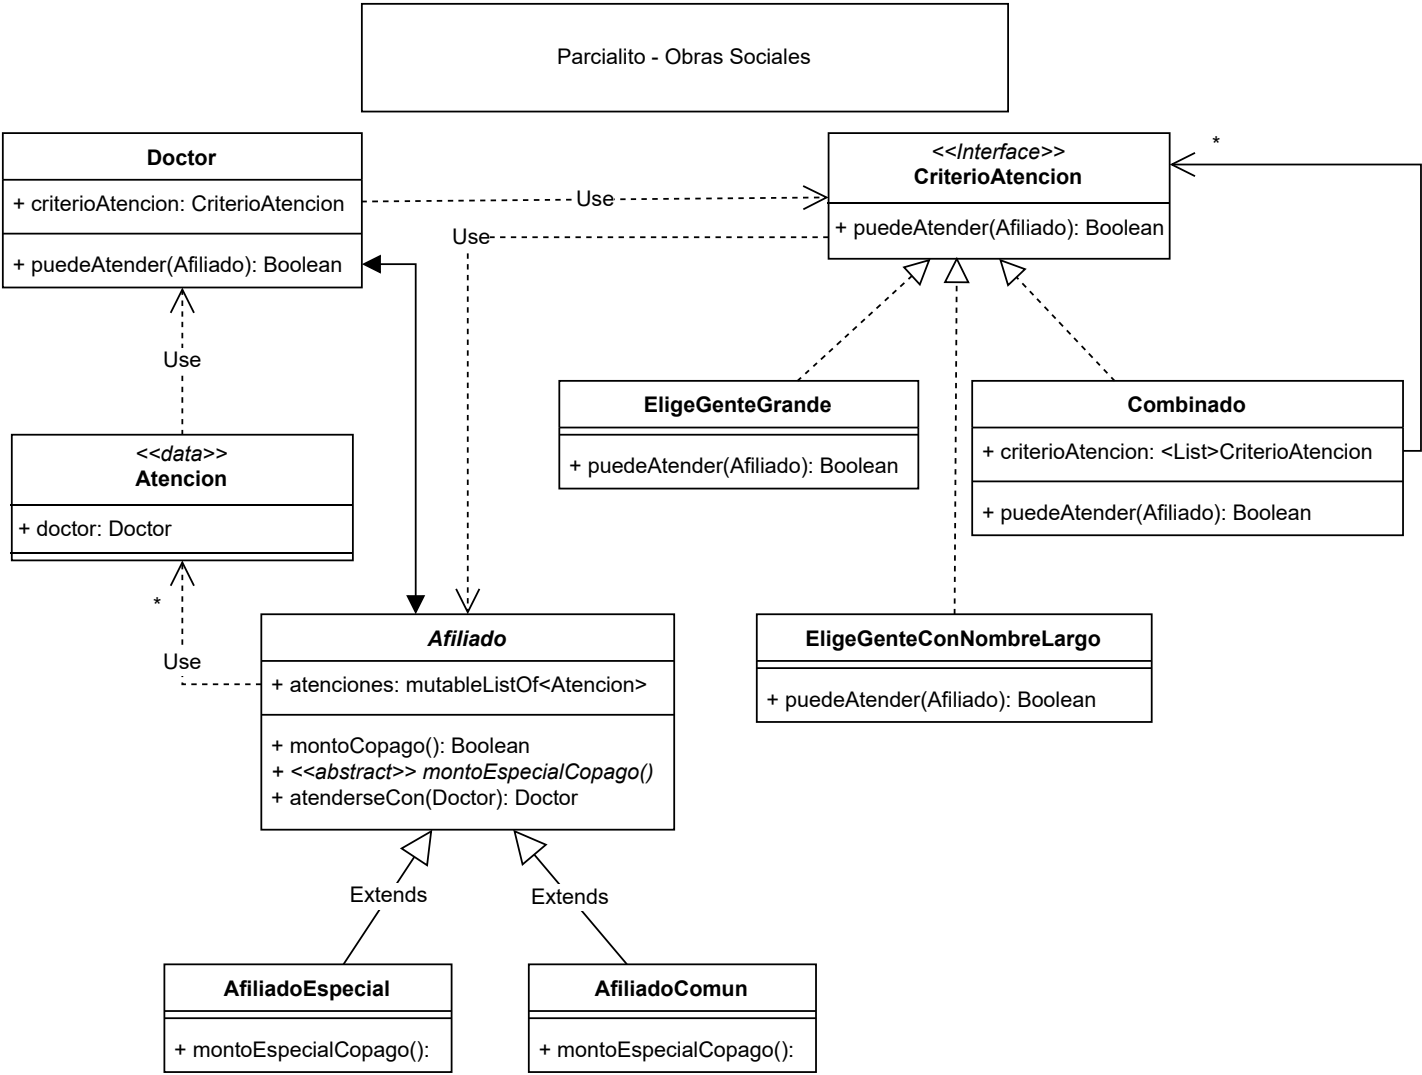 Parcialito - Obras Sociales
Doctor
+ criterioAtencion: CriterioAtencion
+ puedeAtender(Afiliado): Boolean
Use
<<Interface>>
CriterioAtencion
+ puedeAtender(Afiliado): Boolean
*
Use
Use
EligeGenteGrande
+ puedeAtender(Afiliado): Boolean
Combinado
+ criterioAtencion: <List>CriterioAtencion
+ puedeAtender(Afiliado): Boolean
<<data>>
Atencion
+ doctor: Doctor
*
Use
Afiliado
+ atenciones: mutableListOf<Atencion>
+ montoCopago(): Boolean
+ <<abstract>> montoEspecialCopago()
+ atenderseCon(Doctor): Doctor
EligeGenteConNombreLargo
+ puedeAtender(Afiliado): Boolean
Extends
Extends
AfiliadoEspecial
+ montoEspecialCopago():
AfiliadoComun
+ montoEspecialCopago():